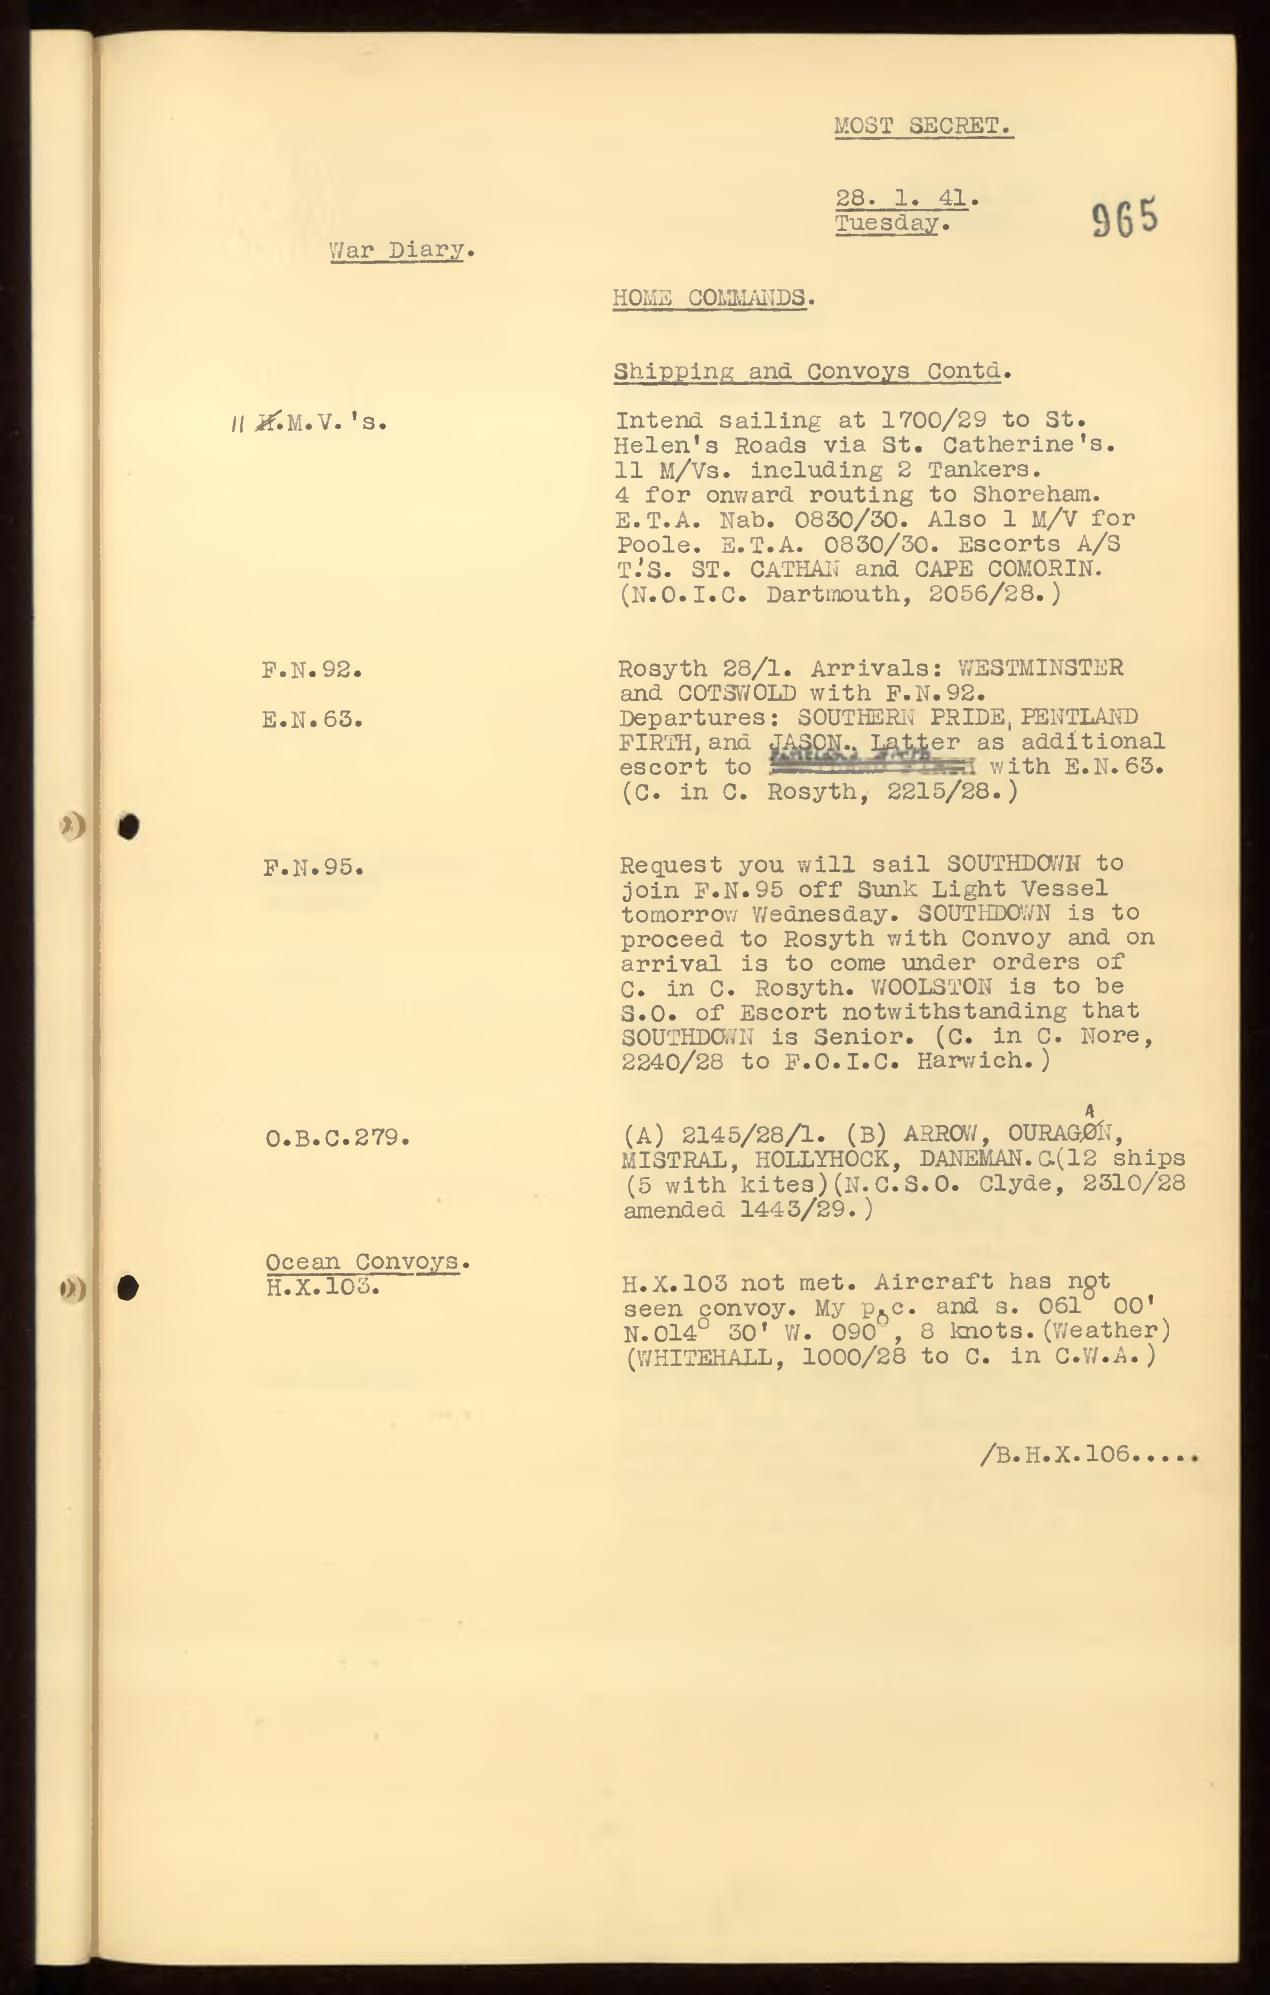 MOST SECRET.
28. 1. 41.
Tuesday.
965
War Diary.
HOME COMMANDS.
Shipping and Convoys Contd.
11 M.V.'s.
Intend sailing at 1700/29 to St.
Helen's Roads via St. Catherine's.
11 M/Vs. including 2 Tankers.
4 for onward routing to Shoreham.
E.T.A. Nab. 0830/30. Also 1 M/V for
Poole. E.T.A. 0830/30. Escorts A/S
T.'S. ST. CATHAN and CAPE COMORIN.
(N.O.I.C. Dartmouth, 2056/28.)
F.N.92.
Rosyth 28/1. Arrivals: WESTMINSTER
and COTSWOLD with F.N.92.
E.N.63.
Departures: SOUTHERN PRIDE, PENTLAND
FIRTH, and JASON. Latter as additional
escort to with E.N.63.
(C. in C. Rosyth, 2215/28.)
F.N.95.
Request you will sail SOUTHDOWN to
join F.N.95 off Sunk Light Vessel
tomorrow Wednesday. SOUTHDOWN is to
proceed to Rosyth with Convoy and on
arrival is to come under orders of
C. in C. Rosyth. WOOLSTON is to be
S.O. of Escort notwithstanding that
SOUTHDOWN is Senior. (C. in C. Nore,
2240/28 to F.O.I.C. Harwich.)
O.B.C.279.
(A) 2145/28/1. (B) ARROW, OURAGAN,
MISTRAL, HOLLYHOCK, DANEMAN.C.(12 ships
(5 with kites)(N.C.S.O. Clyde, 2310/28
amended 1443/29.)
Ocean Convoys.
H.X.103.
H.X.103 not met. Aircraft has not
seen convoy. My p.c. and s. 061° 00'
N.014° 30' W. 090°, 8 knots.(Weather)
(WHITEHALL, 1000/28 to C. in C.W.A.)
/B.H.X.106.....